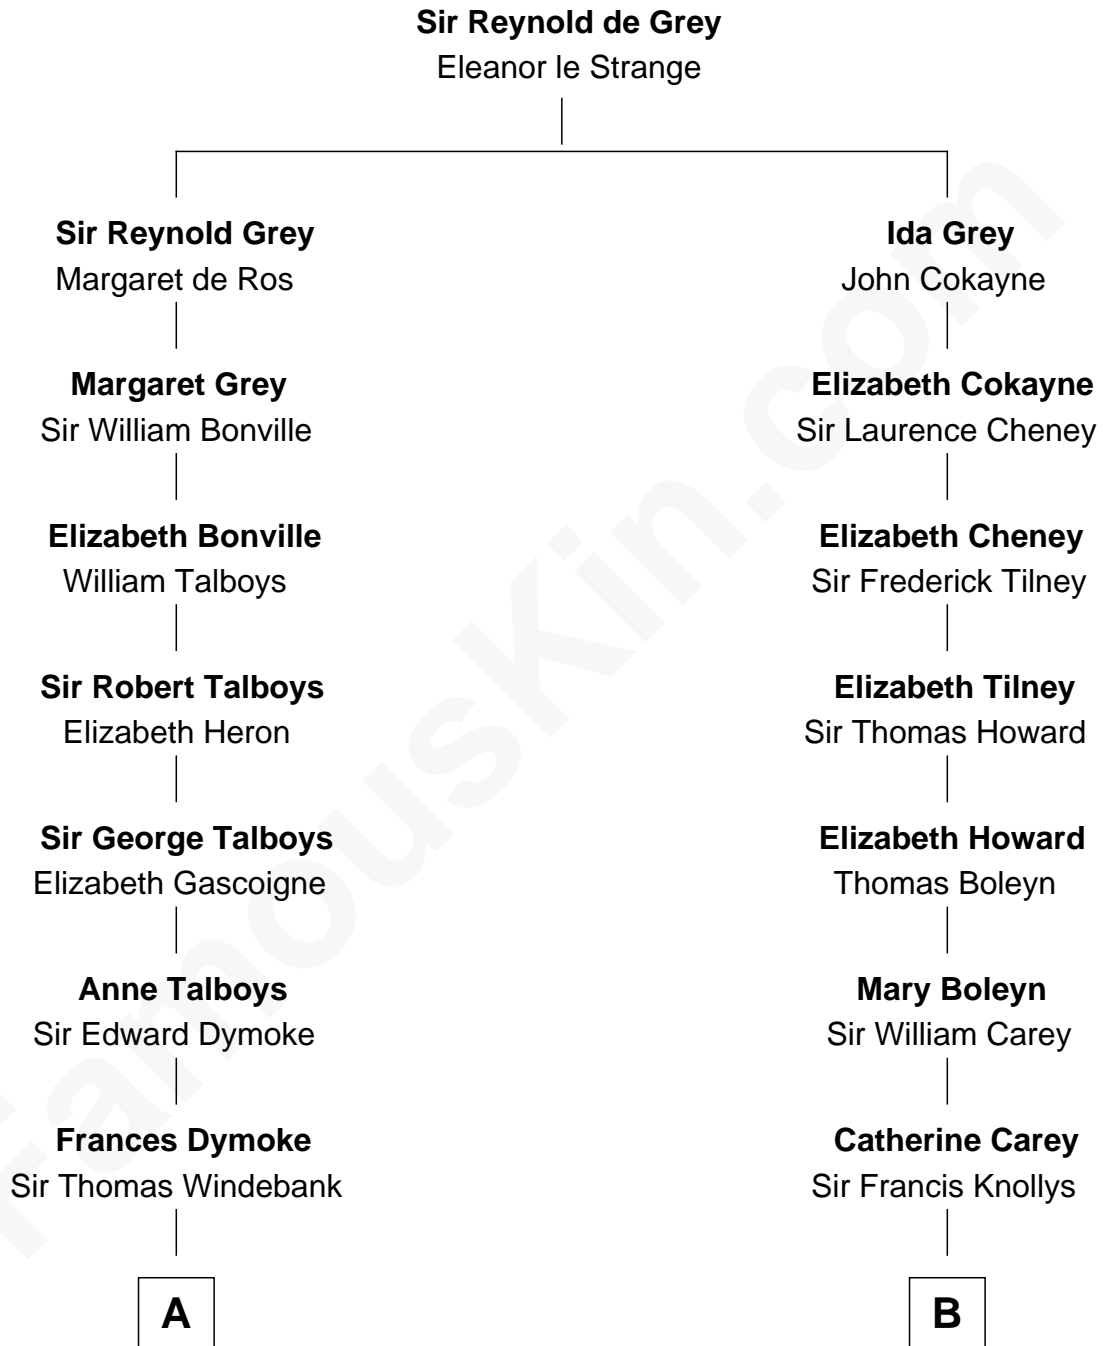 Sir Reynold de Grey
Eleanor le Strange
Sir Reynold Grey
Margaret de Ros
Margaret Grey
Sir William Bonville
Elizabeth Bonville
William Talboys
Sir Robert Talboys
Elizabeth Heron
Sir George Talboys
Elizabeth Gascoigne
Anne Talboys
Sir Edward Dymoke
Frances Dymoke
Sir Thomas Windebank
A
Ida Grey
John Cokayne
Elizabeth Cokayne
Sir Laurence Cheney
Elizabeth Cheney
Sir Frederick Tilney
Elizabeth Tilney
Sir Thomas Howard
Elizabeth Howard
Thomas Boleyn
Mary Boleyn
Sir William Carey
Catherine Carey
Sir Francis Knollys
B
FamousKin.com